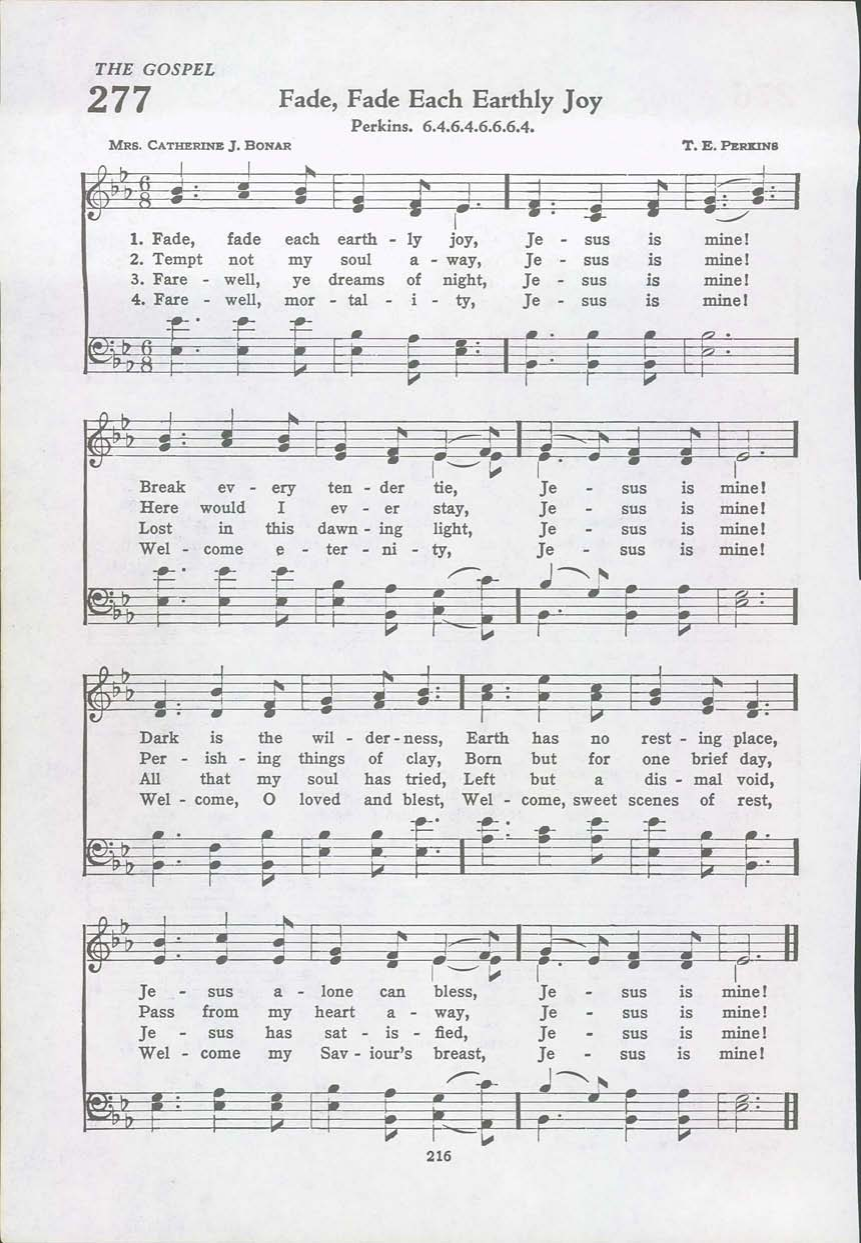 THE GOSPEL
277
Fade, Fade Each Earthly Joy
Perkins. 6.4.6.4.6.6.6.4.
MRS. CATHERINE J. BONAR T. E. PERKINS
6 8
1. Fade, fade each earth - ly joy, Je - sus is mine!
2. Tempt not my soul a - way, Je - sus is mine!
3. Fare - well, ye dreams of night, Je - sus is mine!
4. Fare - well, mor - tal - i - ty, Je - sus is mine!
6 8
Break ev - ery ten - der tie, Je - sus is mine!
Here would I ev - er stay, Je - sus is mine!
Lost in this dawn - ing light, Je - sus is mine!
Wel - come e - ter - ni - ty, Je - sus is mine!
Dark is the wil - der - ness, Earth has no rest - ing place,
Per - ish - ing things of clay, Born but for one brief day,
All that my soul has tried, Left but a dis - mal void,
Wel - come, O loved and blest, Wel - come, sweet scenes of rest,
Je - sus a - lone can bless, Je - sus is mine!
Pass from my heart a - way, Je - sus is mine!
Je - sus has sat - is - fied, Je - sus is mine!
Wel - come my Sav - iour's breast, Je - sus is mine!
216